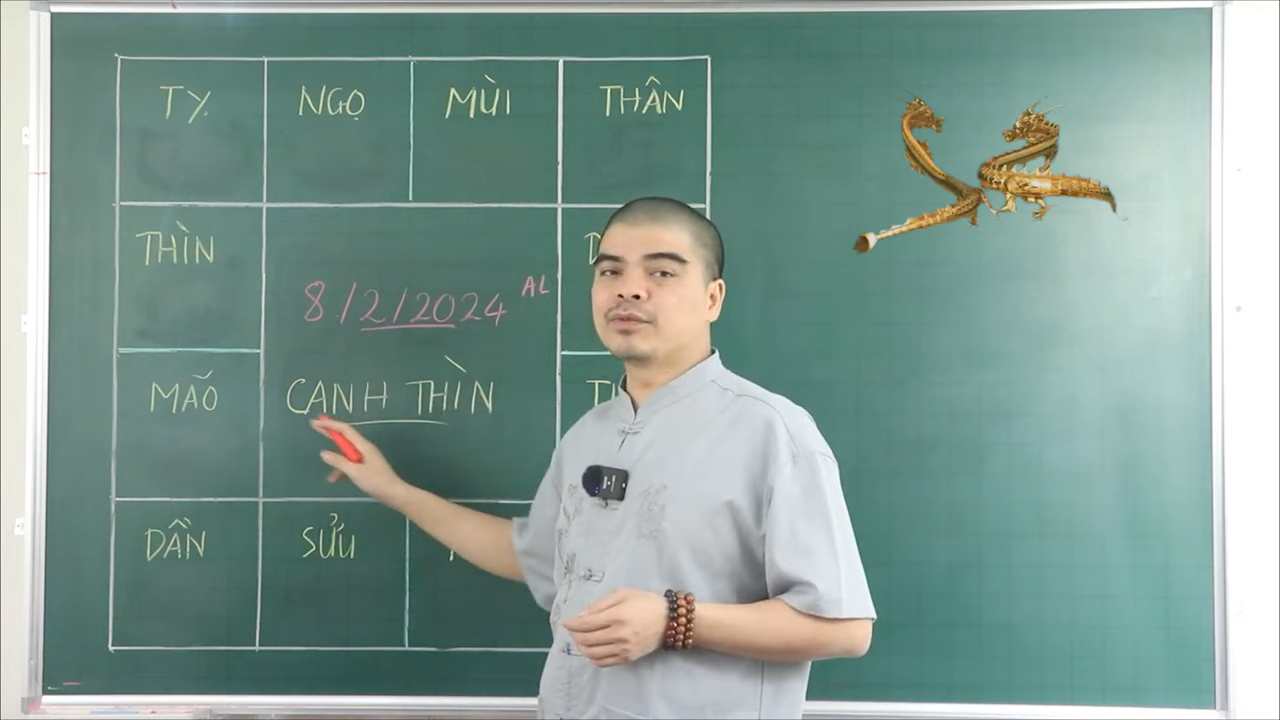 TỴ NGỌ MÙI THÂN
THÌN
8/2/2024 AL
MÃO CANH THÌN
DẦN SỬU